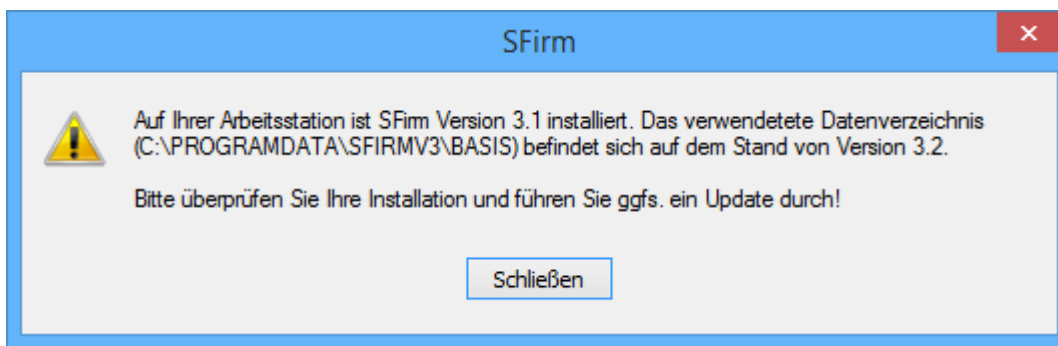 SFirm
Auf Ihrer Arbeitsstation ist SFirm Version 3.1 installiert. Das verwendetete Datenverzeichnis
(C:\PROGRAMDATA\SFIRMV3\BASIS) befindet sich auf dem Stand von Version 3.2.
Bitte überprüfen Sie Ihre Installation und führen Sie ggfs. ein Update durch!
Schließen